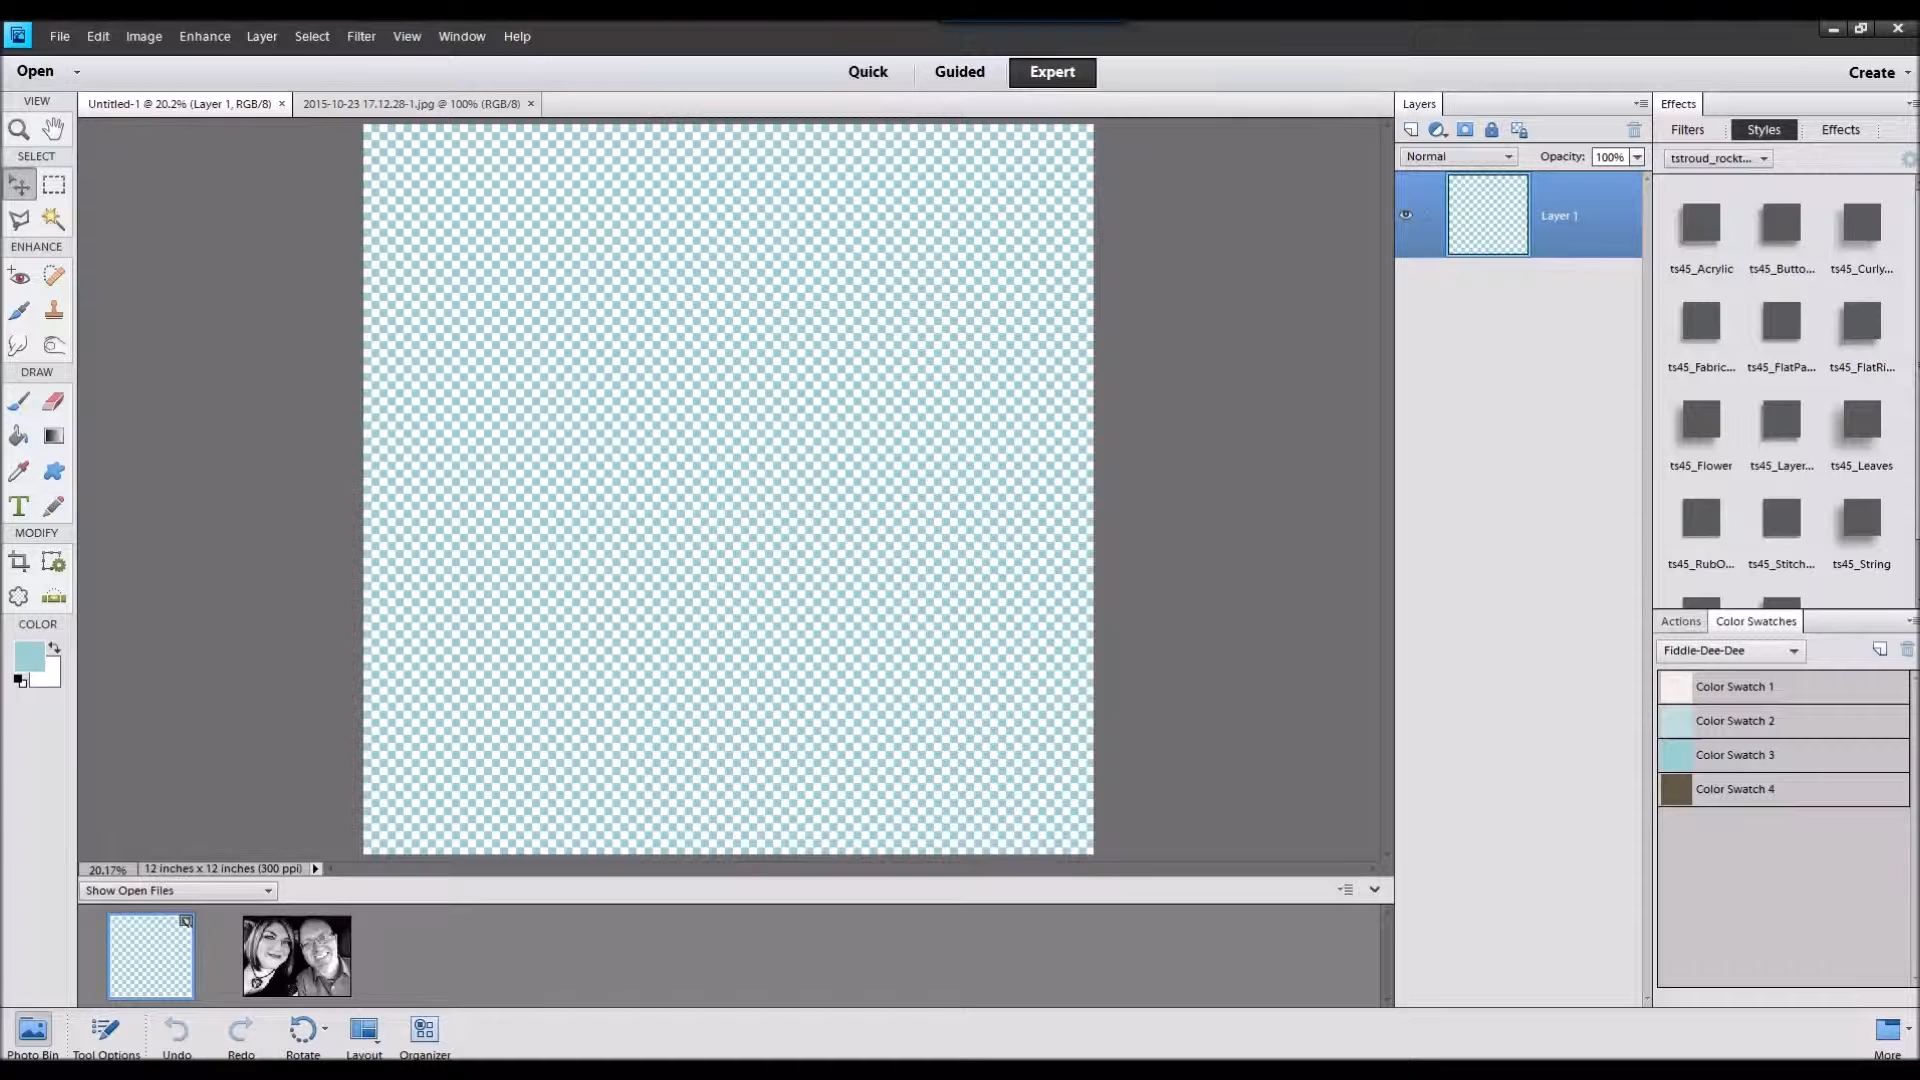 File Edit Image Enhance Layer Select Filter View Window Help
Open Quick Guided Expert Create
VIEW
Untitled-1 @ 20.2% (Layer 1, RGB/8) × 2015-10-23 17.12.28-1.jpg @ 100% (RGB/8) ×
Layers
Effects
Filters Styles Effects
SELECT
Normal Opacity: 100%
tstroud_rockt...
Layer 1
ENHANCE
ts45_Acrylic ts45_Butto... ts45_Curly...
DRAW
ts45_Fabric... ts45_FlatPa... ts45_FlatRi...
ts45_Flower ts45_Layer... ts45_Leaves
T
MODIFY
ts45_RubO... ts45_Stitch... ts45_String
COLOR
Actions Color Swatches
Fiddle-Dee-Dee
Color Swatch 1
Color Swatch 2
Color Swatch 3
Color Swatch 4
20.17% 12 inches x 12 inches (300 ppi)
Show Open Files
Photo Bin Tool Options Undo Redo Rotate Layout Organizer More